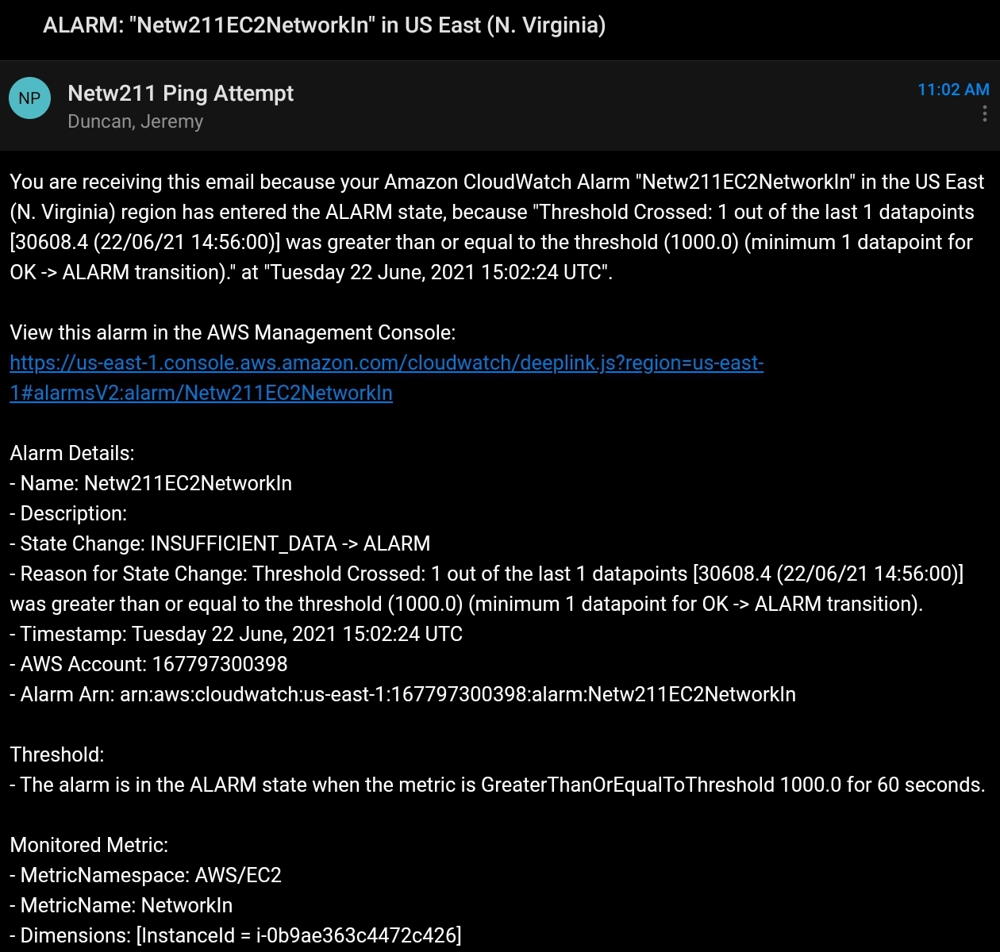 ALARM: "Netw211EC2NetworkIn" in US East (N. Virginia)
NP
Netw211 Ping Attempt
11:02 AM
Duncan, Jeremy
You are receiving this email because your Amazon CloudWatch Alarm "Netw211EC2NetworkIn" in the US East
(N. Virginia) region has entered the ALARM state, because "Threshold Crossed: 1 out of the last 1 datapoints
[30608.4 (22/06/21 14:56:00)] was greater than or equal to the threshold (1000.0) (minimum 1 datapoint for
OK -> ALARM transition)." at "Tuesday 22 June, 2021 15:02:24 UTC".
View this alarm in the AWS Management Console:
https://us-east-1.console.aws.amazon.com/cloudwatch/deeplink.js?region=us-east-
1#alarmsV2:alarm/Netw211EC2NetworkIn
Alarm Details:
- Name: Netw211EC2NetworkIn
- Description:
- State Change: INSUFFICIENT_DATA -> ALARM
- Reason for State Change: Threshold Crossed: 1 out of the last 1 datapoints [30608.4 (22/06/21 14:56:00)]
was greater than or equal to the threshold (1000.0) (minimum 1 datapoint for OK -> ALARM transition).
- Timestamp: Tuesday 22 June, 2021 15:02:24 UTC
- AWS Account: 167797300398
- Alarm Arn: arn:aws:cloudwatch:us-east-1:167797300398:alarm:Netw211EC2NetworkIn
Threshold:
- The alarm is in the ALARM state when the metric is GreaterThanOrEqualToThreshold 1000.0 for 60 seconds.
Monitored Metric:
- MetricNamespace: AWS/EC2
- MetricName: NetworkIn
- Dimensions: [InstanceId = i-0b9ae363c4472c426]